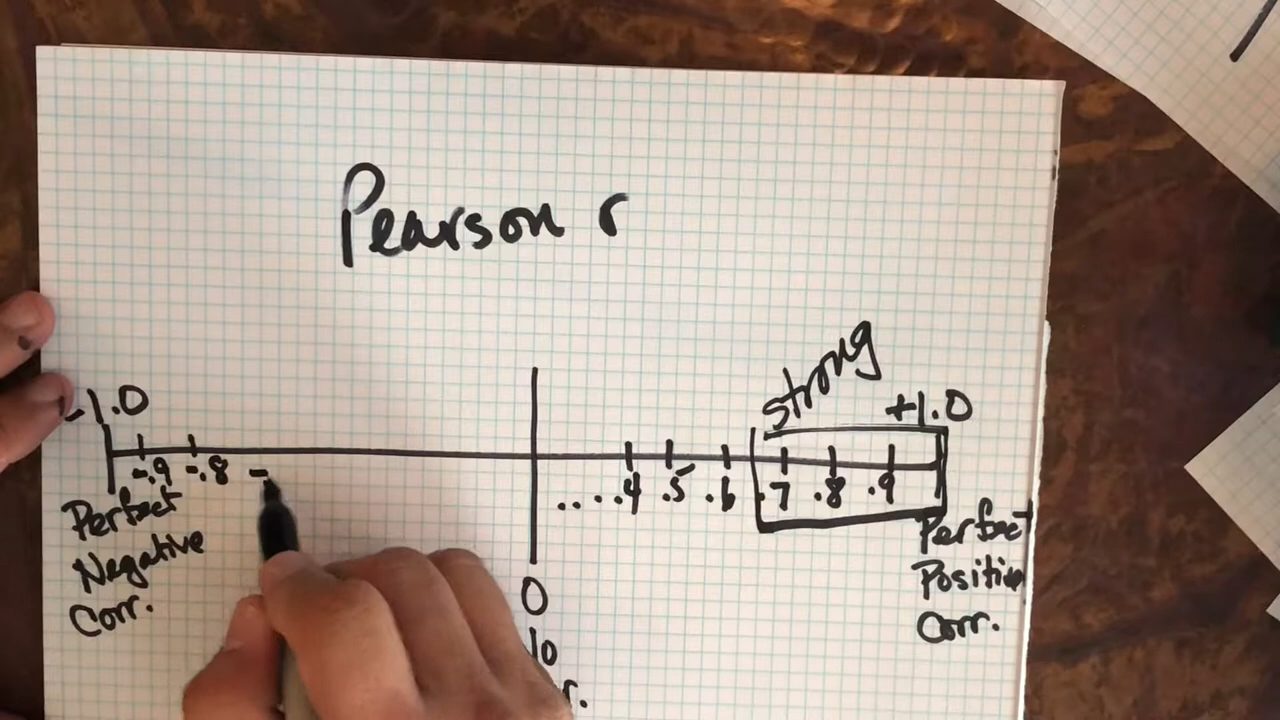 Pearson r
strong
-1.0
+1.0
-.9 -.8 -
.... .4 .5 .6 .7 .8 .9
Perfect
Negative
Corr.
Perfect
Positive
Corr.
0